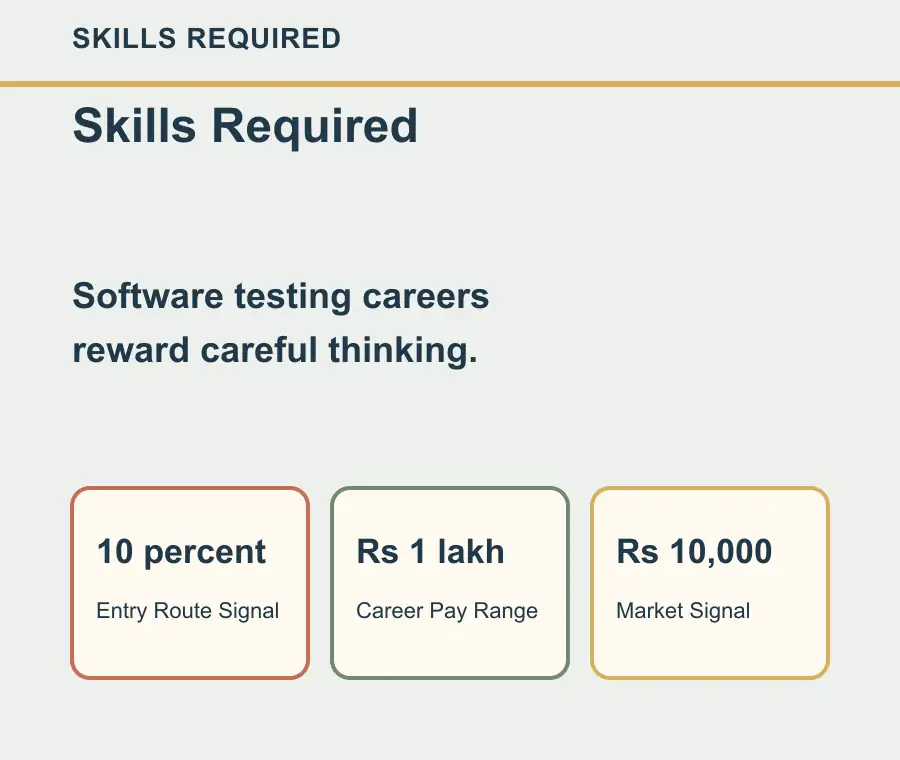 SKILLS REQUIRED
Skills Required
Software testing careers
reward careful thinking.
10 percent
Entry Route Signal
Rs 1 lakh
Career Pay Range
Rs 10,000
Market Signal